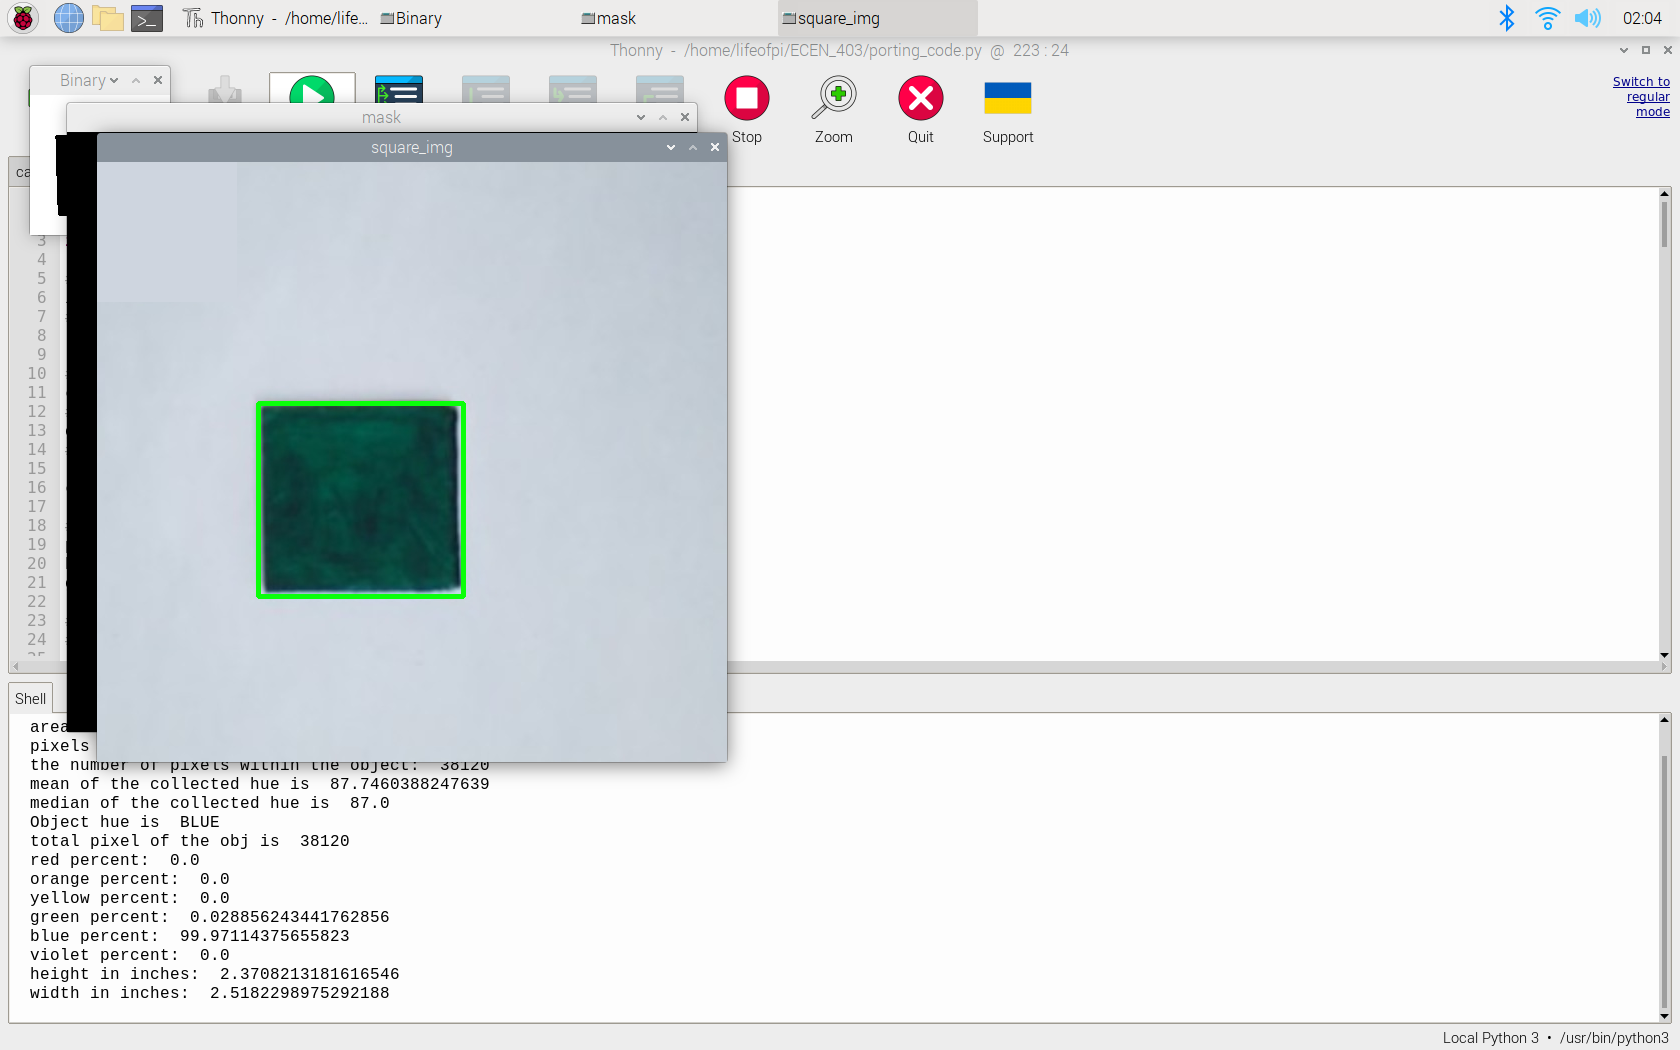 Thonny - /home/life...
Binary
mask
square_img
02:04
Thonny - /home/lifeofpi/ECEN_403/porting_code.py @ 223 : 24
Binary
Switch to
regular
mode
mask
Stop
Zoom
Quit
Support
square_img
ca
3
4
5
6
7
8
9
10
11
12
13
14
15
16
17
18
19
20
21
22
23
24
25
Shell
area
pixels
the number of pixels within the object:  38120
mean of the collected hue is  87.7460388247639
median of the collected hue is  87.0
Object hue is  BLUE
total pixel of the obj is  38120
red percent:  0.0
orange percent:  0.0
yellow percent:  0.0
green percent:  0.028856243441762856
blue percent:  99.97114375655823
violet percent:  0.0
height in inches:  2.3708213181616546
width in inches:  2.5182298975292188
Local Python 3 • /usr/bin/python3